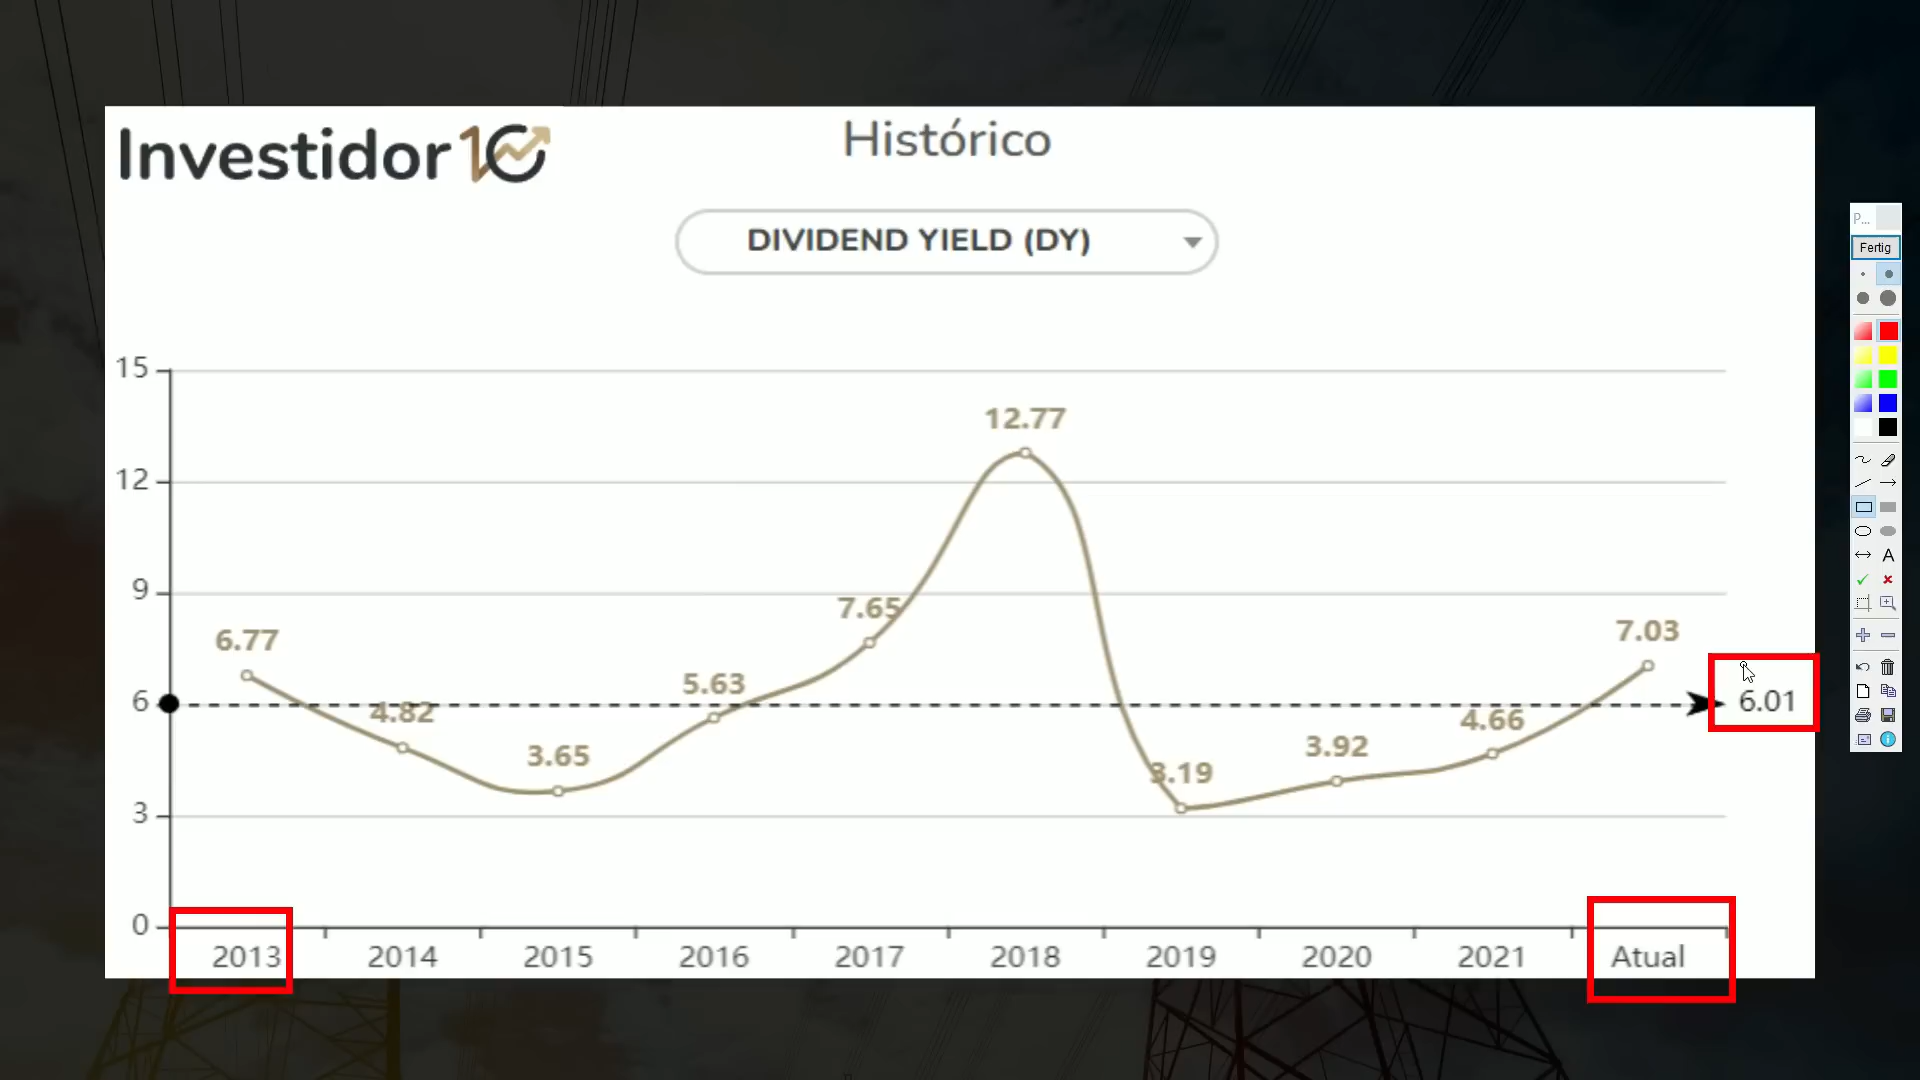 Investidor 10
Histórico
DIVIDEND YIELD (DY)
P...
Fertig
A
15
12
9
6
3
0
6.77
4.82
3.65
5.63
7.65
12.77
3.19
3.92
4.66
7.03
6.01
2013 2014 2015 2016 2017 2018 2019 2020 2021 Atual